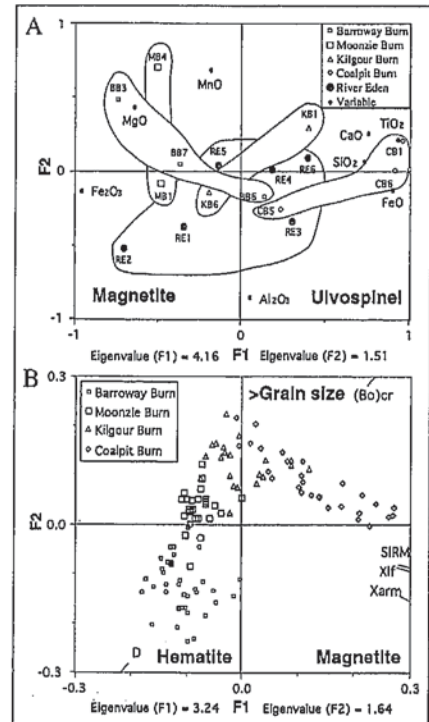 A
1
Barroway Burn
Moonzie Burn
Kilgour Burn
Coalpit Burn
River Eden
Variable
MB4
MnO
BB3
MgO
KB1
TiO₂
CaO
CB1
F2
RE5
BB7
SiO₂
0
RE4
RE6
Fe₂O₃
MB1
KB6
BB6
CB5
CB6
FeO
RE1
RE3
RE2
Magnetite
Ulvospinel
Al₂O₃
-1
-1
0
1
Eigenvalue (F1) = 4.16 F1 Eigenvalue (F2) = 1.51
B
0.3
Barroway Burn
Moonzie Burn
Kilgour Burn
Coalpit Burn
>Grain size (Bo)cr
F2
0.0
SIRM
Xlf
Xarm
D
Hematite
Magnetite
-0.3
-0.3
0.0
0.3
Eigenvalue (F1) = 3.24 F1 Eigenvalue (F2) = 1.64